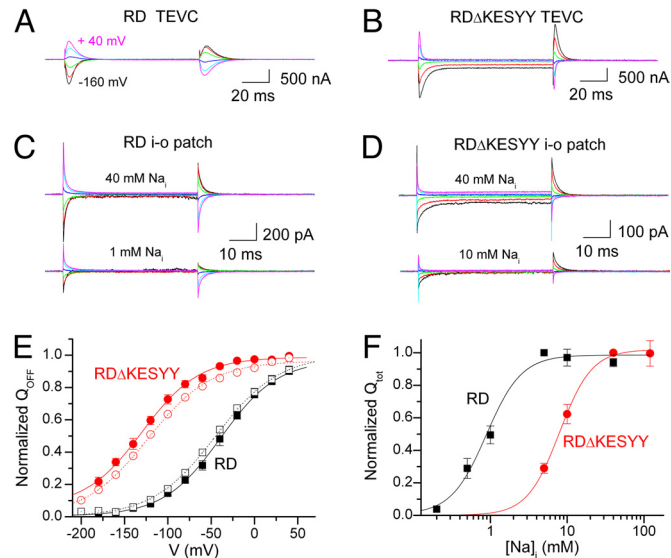 A RD TEVC
+ 40 mV
-160 mV
500 nA
20 ms
B RDΔKESYY TEVC
500 nA
20 ms
C RD i-o patch
40 mM Naᵢ
200 pA
10 ms
1 mM Naᵢ
D RDΔKESYY i-o patch
40 mM Naᵢ
100 pA
10 ms
10 mM Naᵢ
E
Normalized Q_OFF
1.0
0.8
0.6
0.4
0.2
0.0
RDΔKESYY
RD
-200 -150 -100 -50 0 50
V (mV)
F
Normalized Q_tot
1.0
0.8
0.6
0.4
0.2
0.0
RD
RDΔKESYY
1 10 100
[Na]ᵢ (mM)